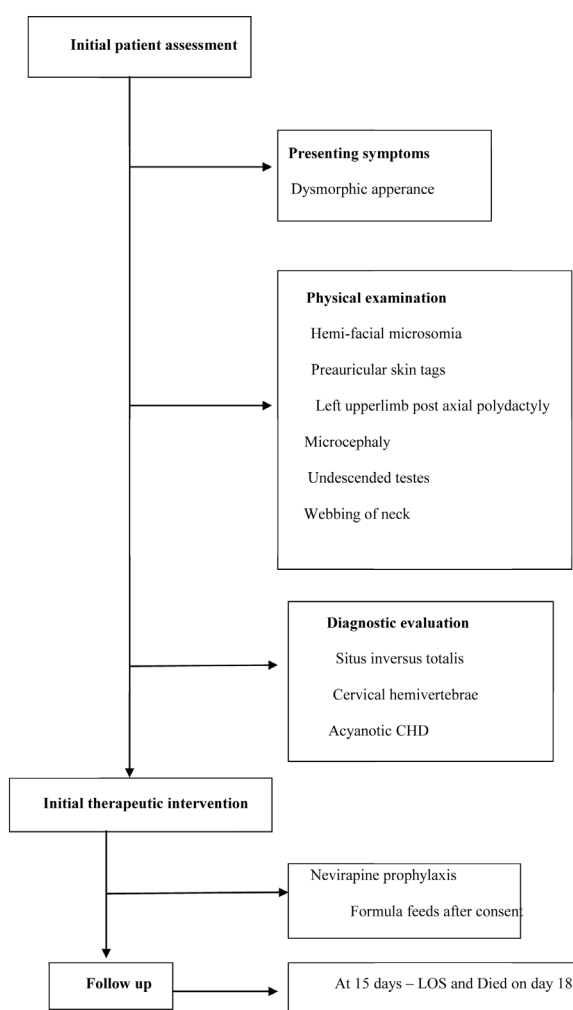 Initial patient assessment
Presenting symptoms
Dysmorphic apperance
Physical examination
Hemi-facial microsomia
Preauricular skin tags
Left upperlimb post axial polydactyly
Microcephaly
Undescended testes
Webbing of neck
Diagnostic evaluation
Situs inversus totalis
Cervical hemivertebrae
Acyanotic CHD
Initial therapeutic intervention
Nevirapine prophylaxis
Formula feeds after consent
Follow up
At 15 days – LOS and Died on day 18